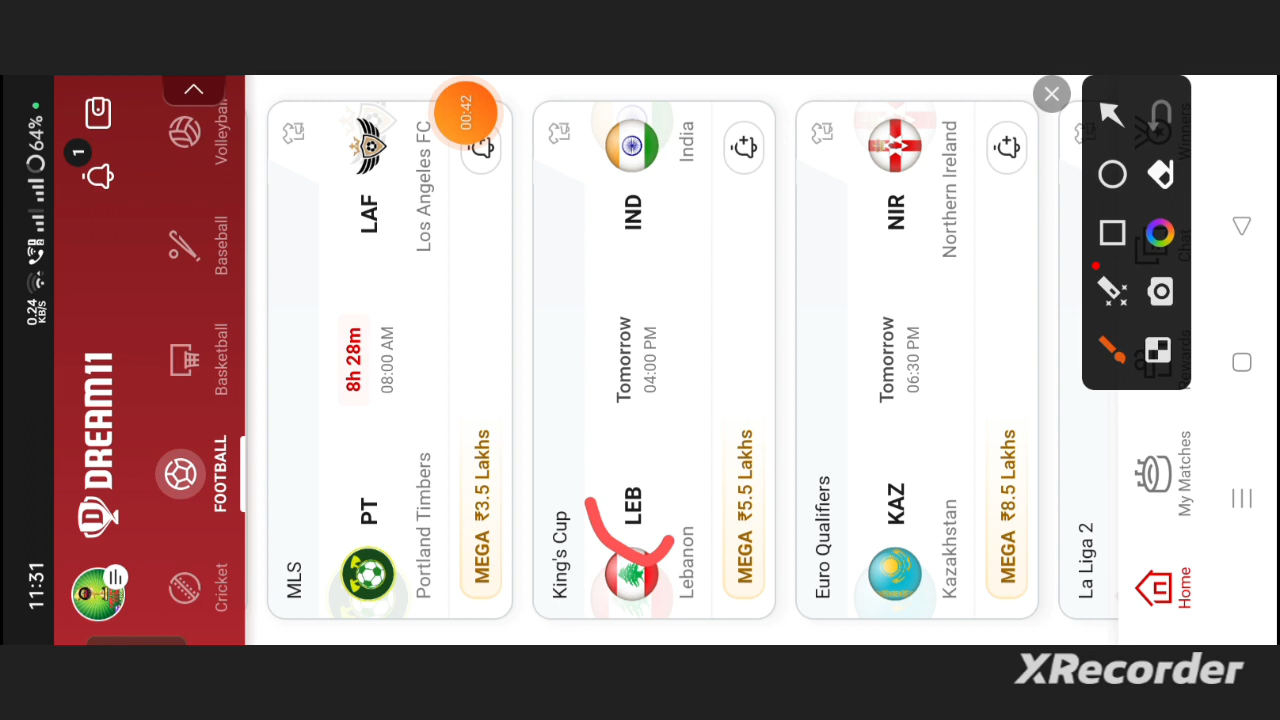 11:31
0.24
KB/S
64%
DREAM11
1
Cricket
FOOTBALL
Basketball
Baseball
Volleyball
00:42
MLS
PT
8h 28m
LAF
08:00 AM
Portland Timbers
Los Angeles FC
MEGA ₹3.5 Lakhs
King's Cup
LEB
Tomorrow
IND
04:00 PM
Lebanon
India
MEGA ₹5.5 Lakhs
Euro Qualifiers
KAZ
Tomorrow
NIR
06:30 PM
Kazakhstan
Northern Ireland
MEGA ₹8.5 Lakhs
La Liga 2
Home
My Matches
Rewards
Chat
Winners
XRecorder